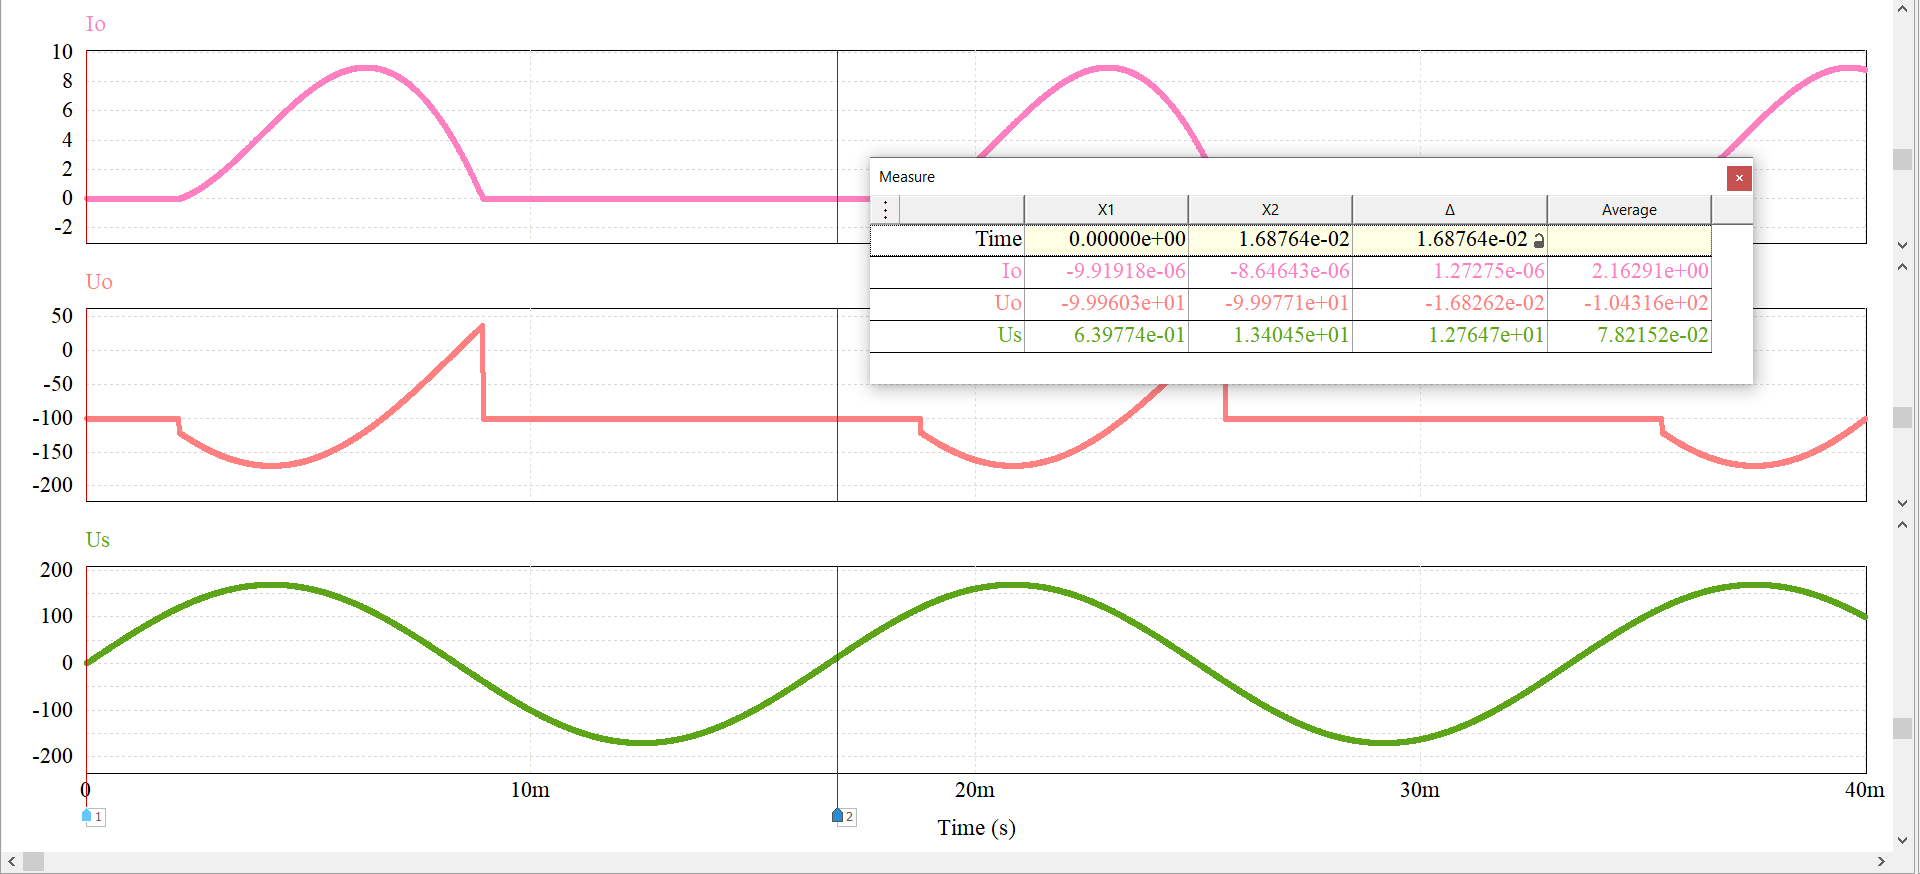 Io
10
8
6
4
2
0
-2
Uo
50
0
-50
-100
-150
-200
Us
200
100
0
-100
-200
0 10m 20m 30m 40m
1 2
Time (s)
Measure
X1 X2 Δ Average
Time 0.00000e+00 1.68764e-02 1.68764e-02
Io -9.91918e-06 -8.64643e-06 1.27275e-06 2.16291e+00
Uo -9.99603e+01 -9.99771e+01 -1.68262e-02 -1.04316e+02
Us 6.39774e-01 1.34045e+01 1.27647e+01 7.82152e-02